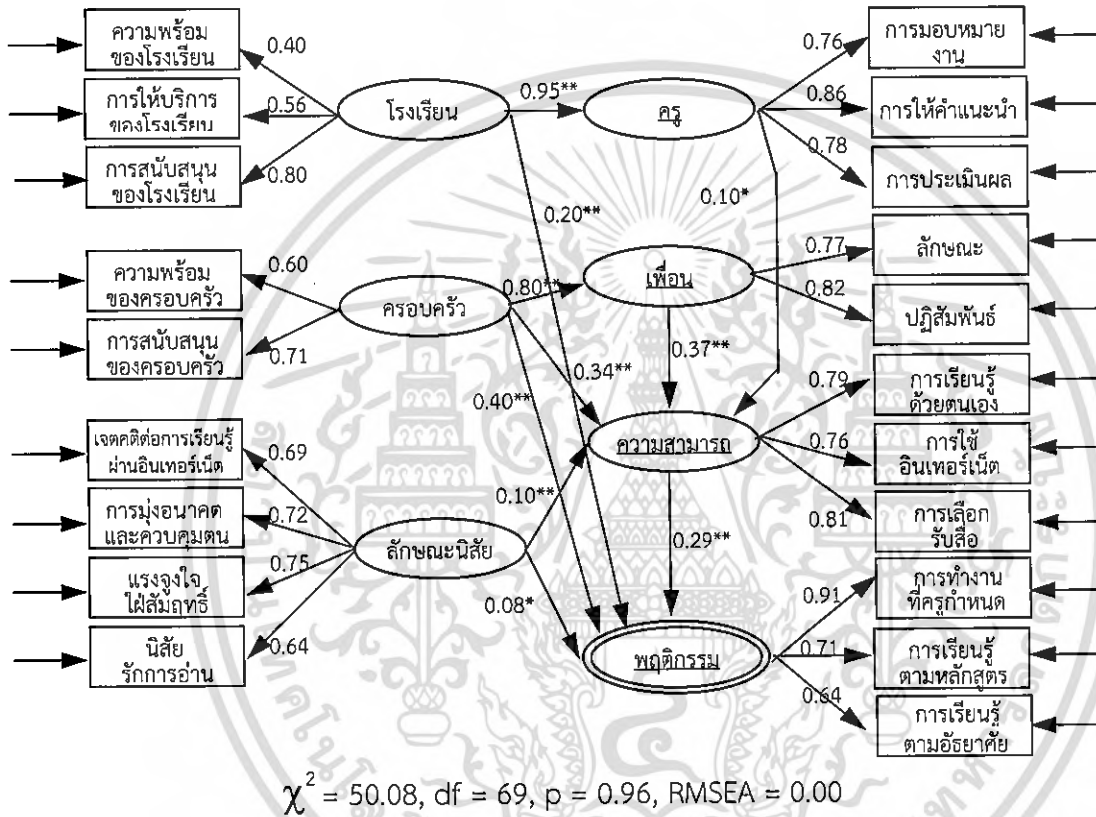 ความพร้อม
ของโรงเรียน
0.40
การให้บริการ
ของโรงเรียน
0.56
การสนับสนุน
ของโรงเรียน
0.80
โรงเรียน
0.95**
ครู
0.76
การมอบหมาย
งาน
0.86
การให้คำแนะนำ
0.78
การประเมินผล
0.20**
0.10*
ความพร้อม
ของครอบครัว
0.60
การสนับสนุน
ของครอบครัว
0.71
ครอบครัว
0.80**
เพื่อน
0.77
ลักษณะ
0.82
ปฏิสัมพันธ์
0.34**
0.37**
0.40**
ความสามารถ
0.79
การเรียนรู้
ด้วยตนเอง
0.76
การใช้
อินเทอร์เน็ต
0.81
การเลือก
รับสื่อ
เจตคติต่อการเรียนรู้
ผ่านอินเทอร์เน็ต
0.69
การมุ่งอนาคต
และควบคุมตน
0.72
แรงจูงใจ
ใฝ่สัมฤทธิ์
0.75
นิสัย
รักการอ่าน
0.64
ลักษณะนิสัย
0.10**
0.08*
0.29**
พฤติกรรม
0.91
การทำงาน
ที่ครูกำหนด
0.71
การเรียนรู้
ตามหลักสูตร
0.64
การเรียนรู้
ตามอัธยาศัย
χ² = 50.08, df = 69, p = 0.96, RMSEA = 0.00